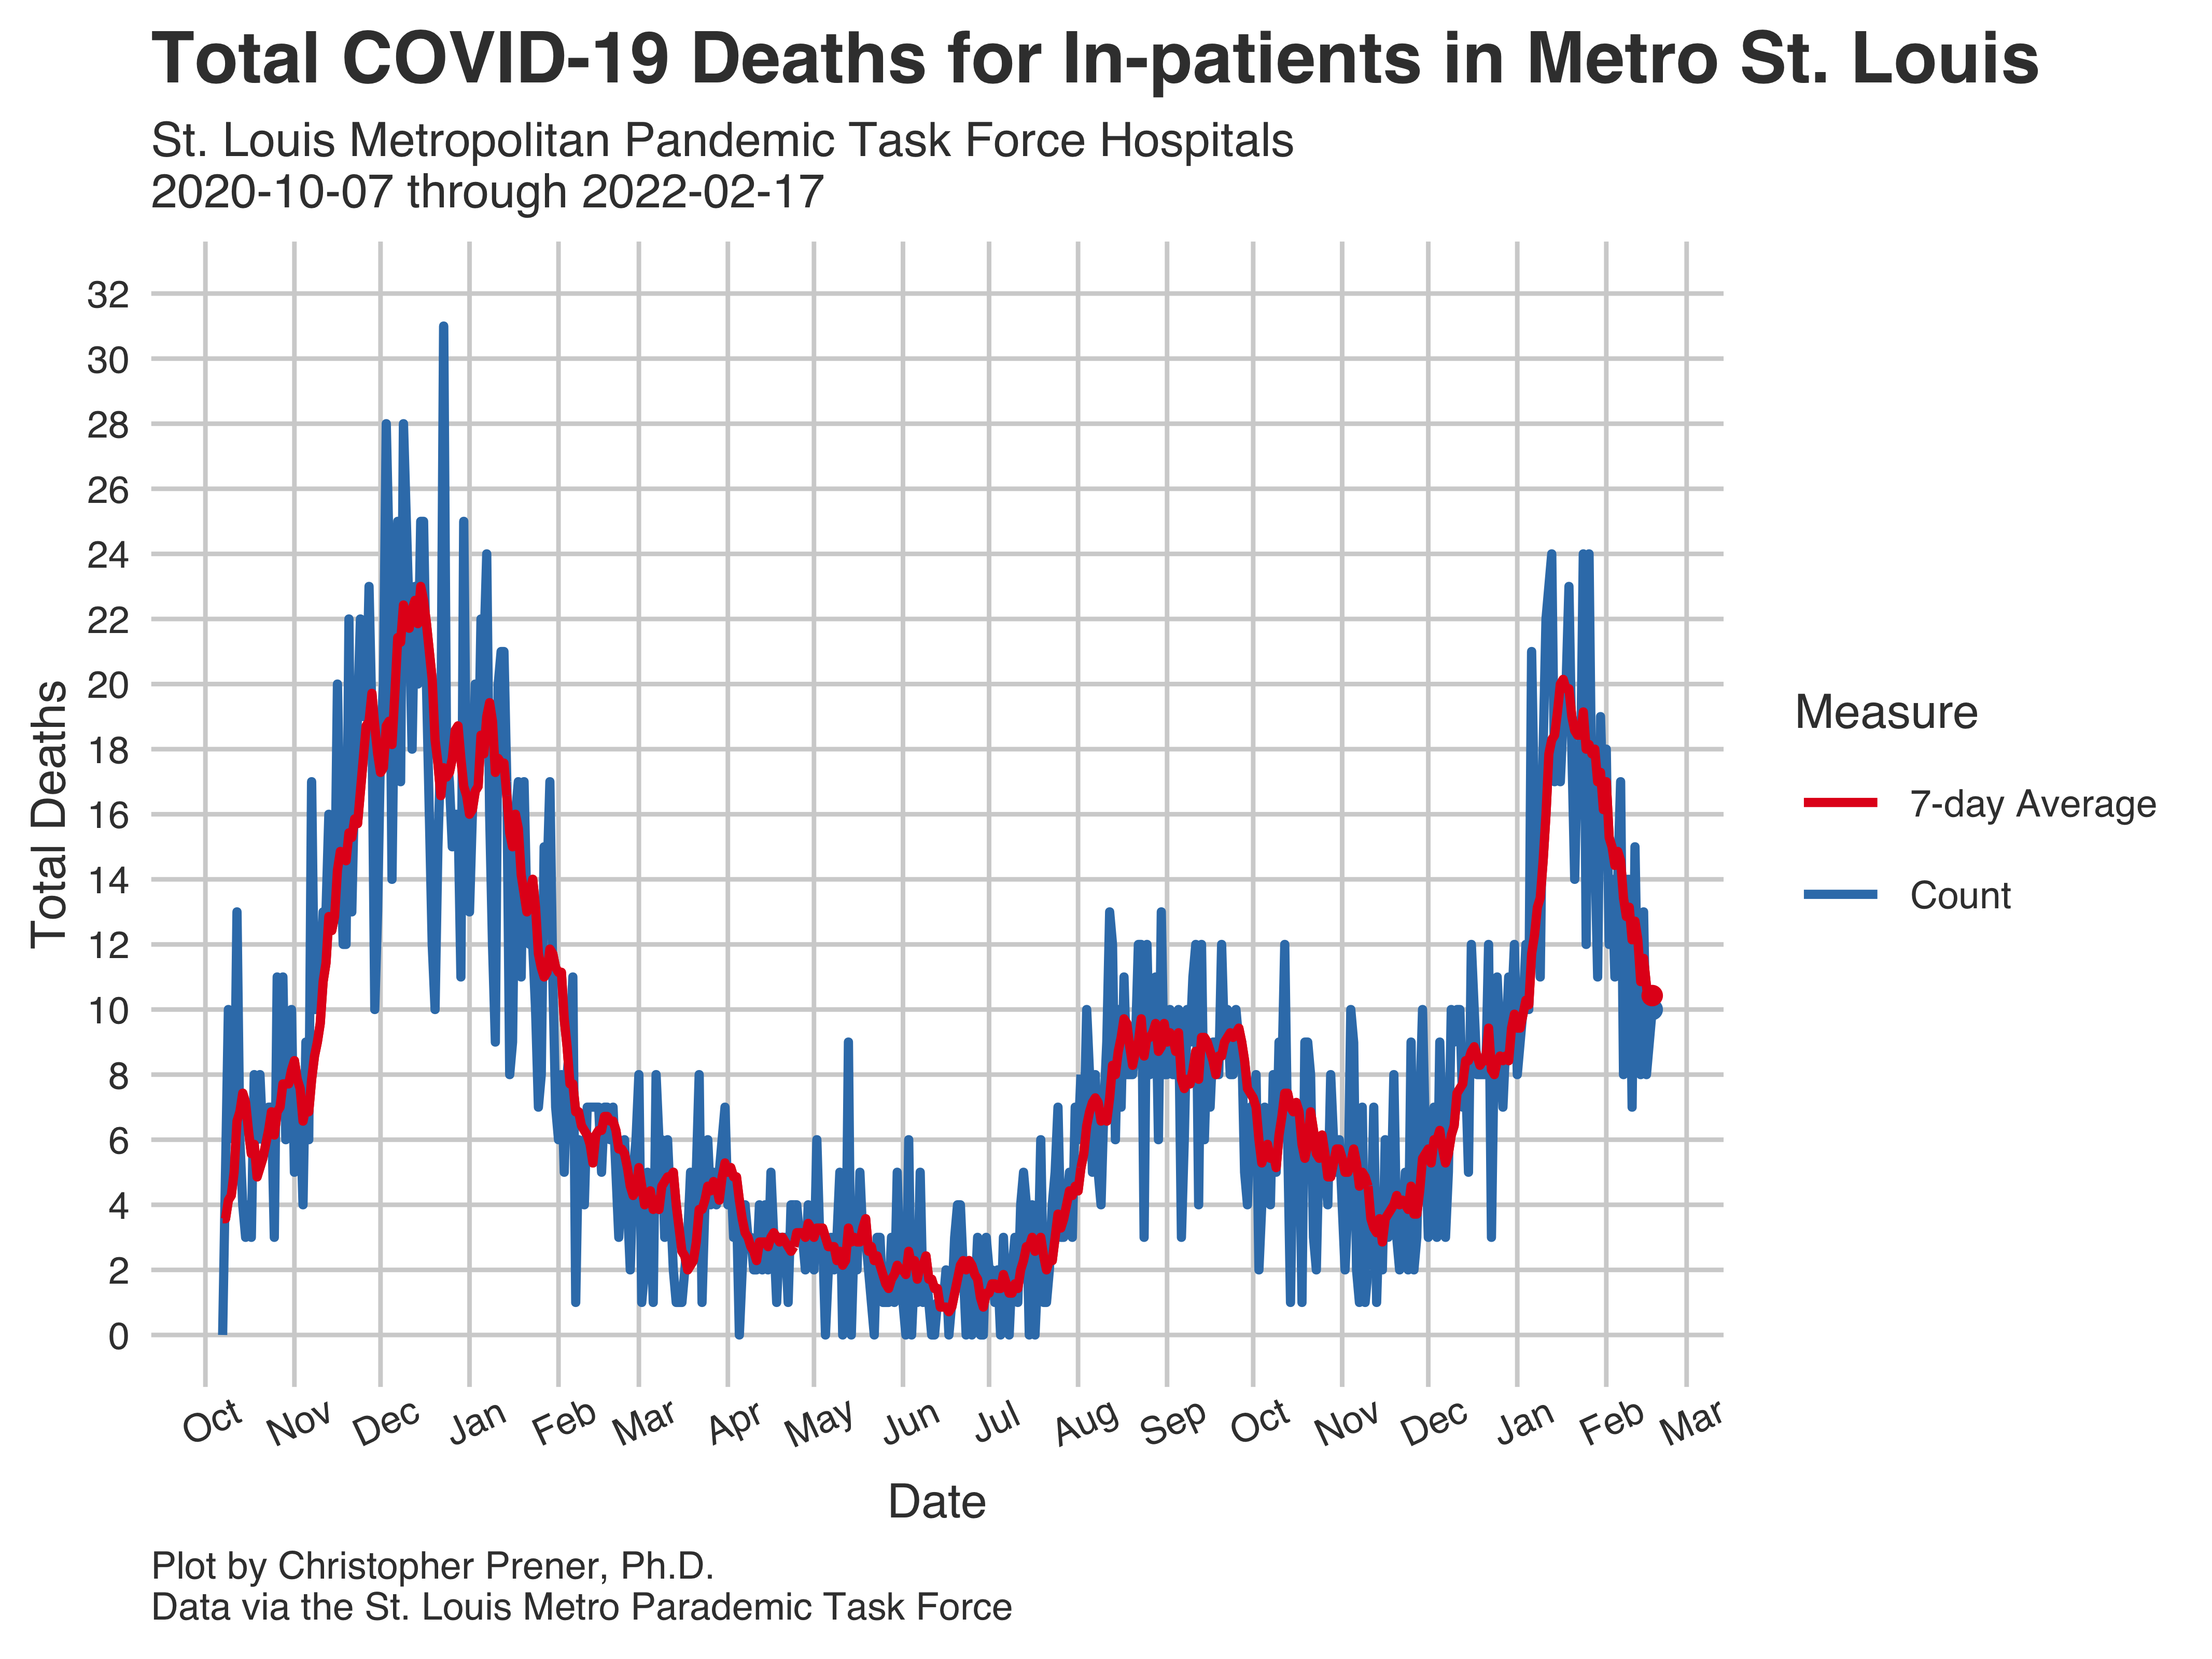 Total COVID-19 Deaths for In-patients in Metro St. Louis
St. Louis Metropolitan Pandemic Task Force Hospitals
2020-10-07 through 2022-02-17
32
30
28
26
24
22
20
18
16
14
12
10
8
6
4
2
0
Total Deaths
Oct Nov Dec Jan Feb Mar Apr May Jun Jul Aug Sep Oct Nov Dec Jan Feb Mar
Date
Measure
7-day Average
Count
Plot by Christopher Prener, Ph.D.
Data via the St. Louis Metro Parademic Task Force